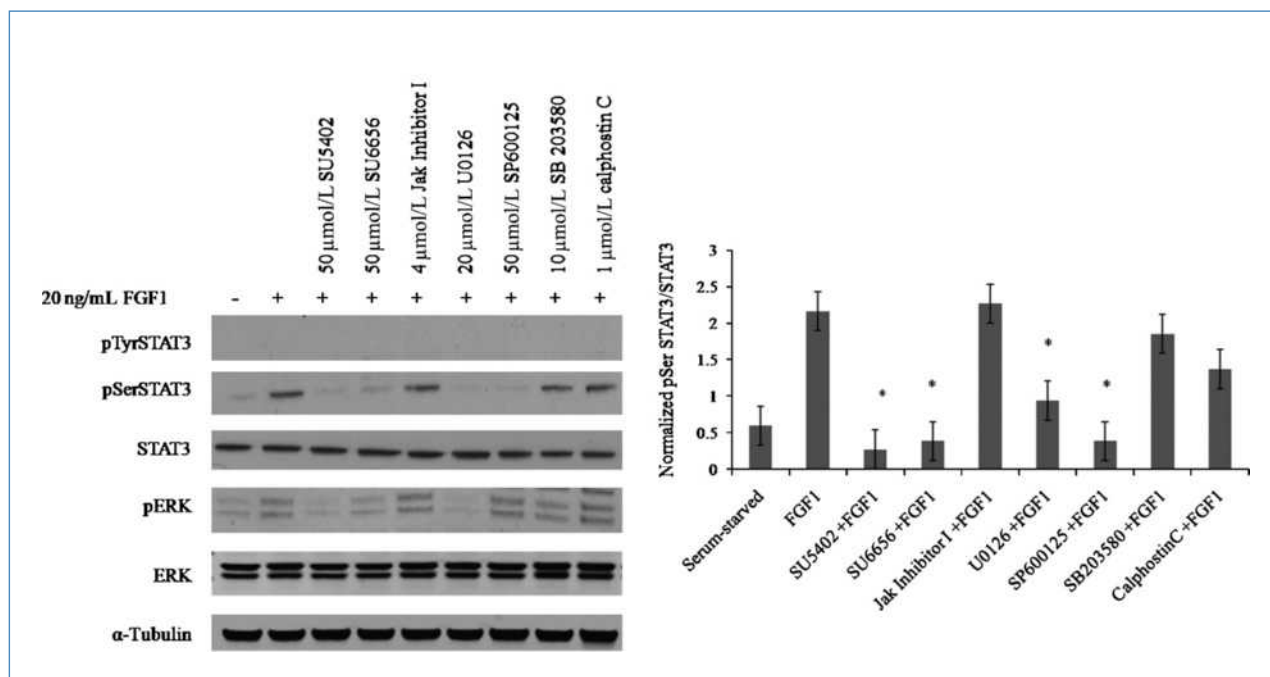 50 µmol/L SU5402
50 µmol/L SU6656
4 µmol/L Jak Inhibitor I
20 µmol/L U0126
50 µmol/L SP600125
10 µmol/L SB 203580
1 µmol/L calphostin C
20 ng/mL FGF1 - + + + + + + + +
pTyrSTAT3
pSerSTAT3
STAT3
pERK
ERK
α-Tubulin
Normalized pSer STAT3/STAT3
3
2.5
2
1.5
1
0.5
0
* * * *
Serum-starved
FGF1
SU5402 +FGF1
SU6656 +FGF1
Jak Inhibitor I +FGF1
U0126 +FGF1
SP600125 +FGF1
SB203580 +FGF1
CalphostinC +FGF1